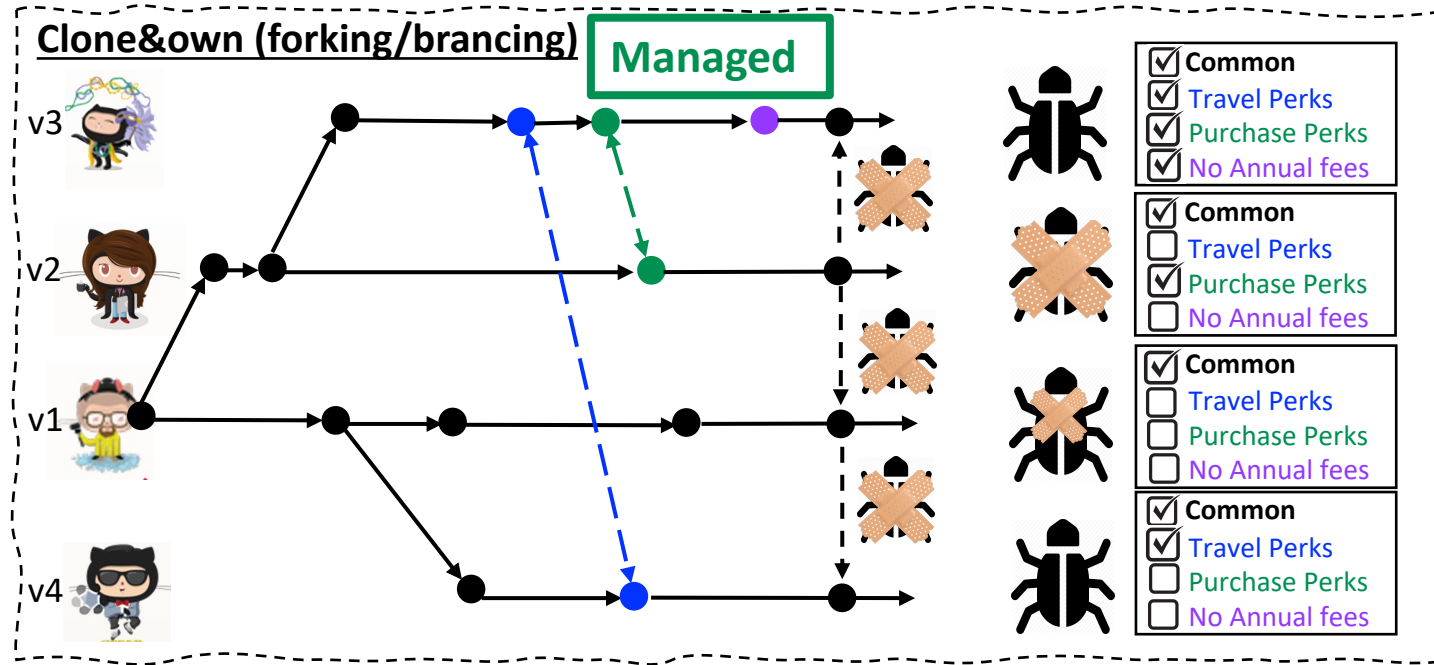 Clone&own (forking/brancing)
Managed
v3
Common
Travel Perks
Purchase Perks
No Annual fees
v2
Common
Travel Perks
Purchase Perks
No Annual fees
v1
Common
Travel Perks
Purchase Perks
No Annual fees
v4
Common
Travel Perks
Purchase Perks
No Annual fees